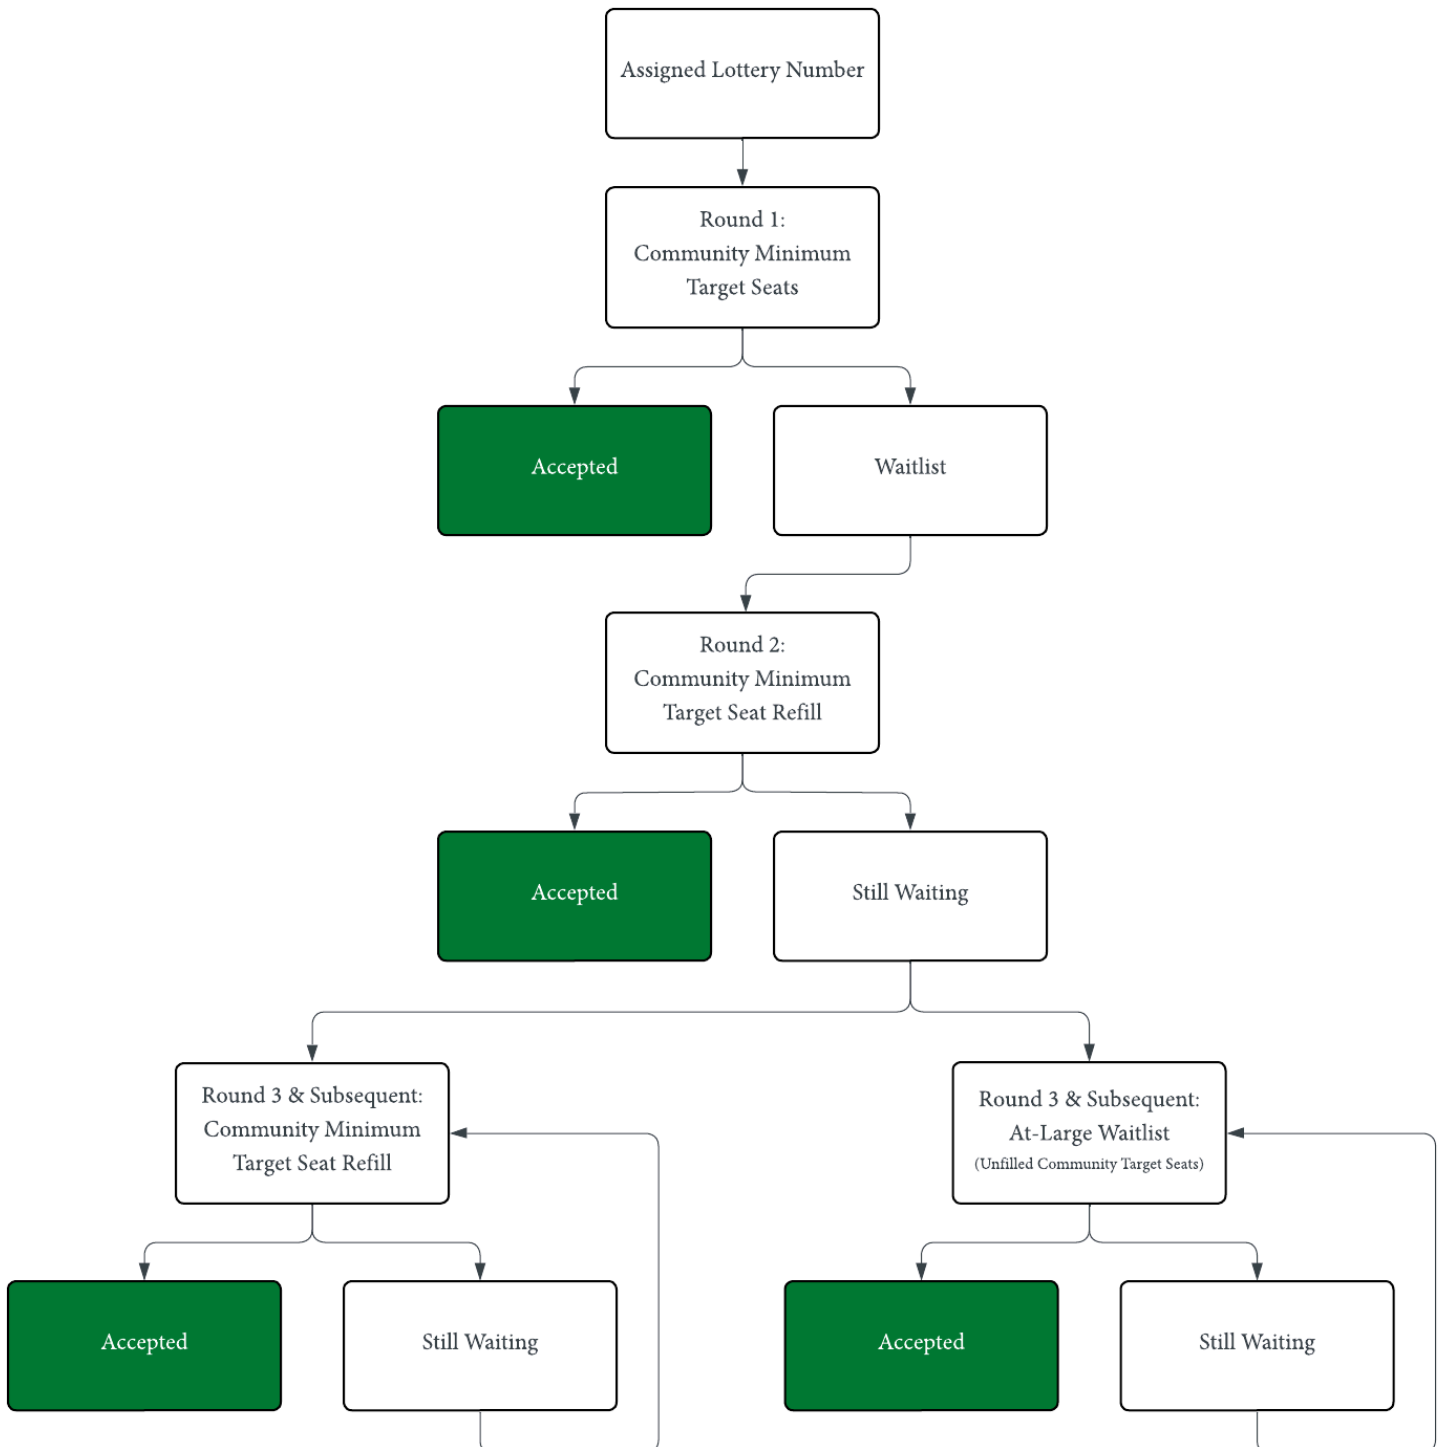 Assigned Lottery Number
Round 1:
Community Minimum
Target Seats
Accepted
Waitlist
Round 2:
Community Minimum
Target Seat Refill
Accepted
Still Waiting
Round 3 & Subsequent:
Community Minimum
Target Seat Refill
Round 3 & Subsequent:
At-Large Waitlist
(Unfilled Community Target Seats)
Accepted
Still Waiting
Accepted
Still Waiting